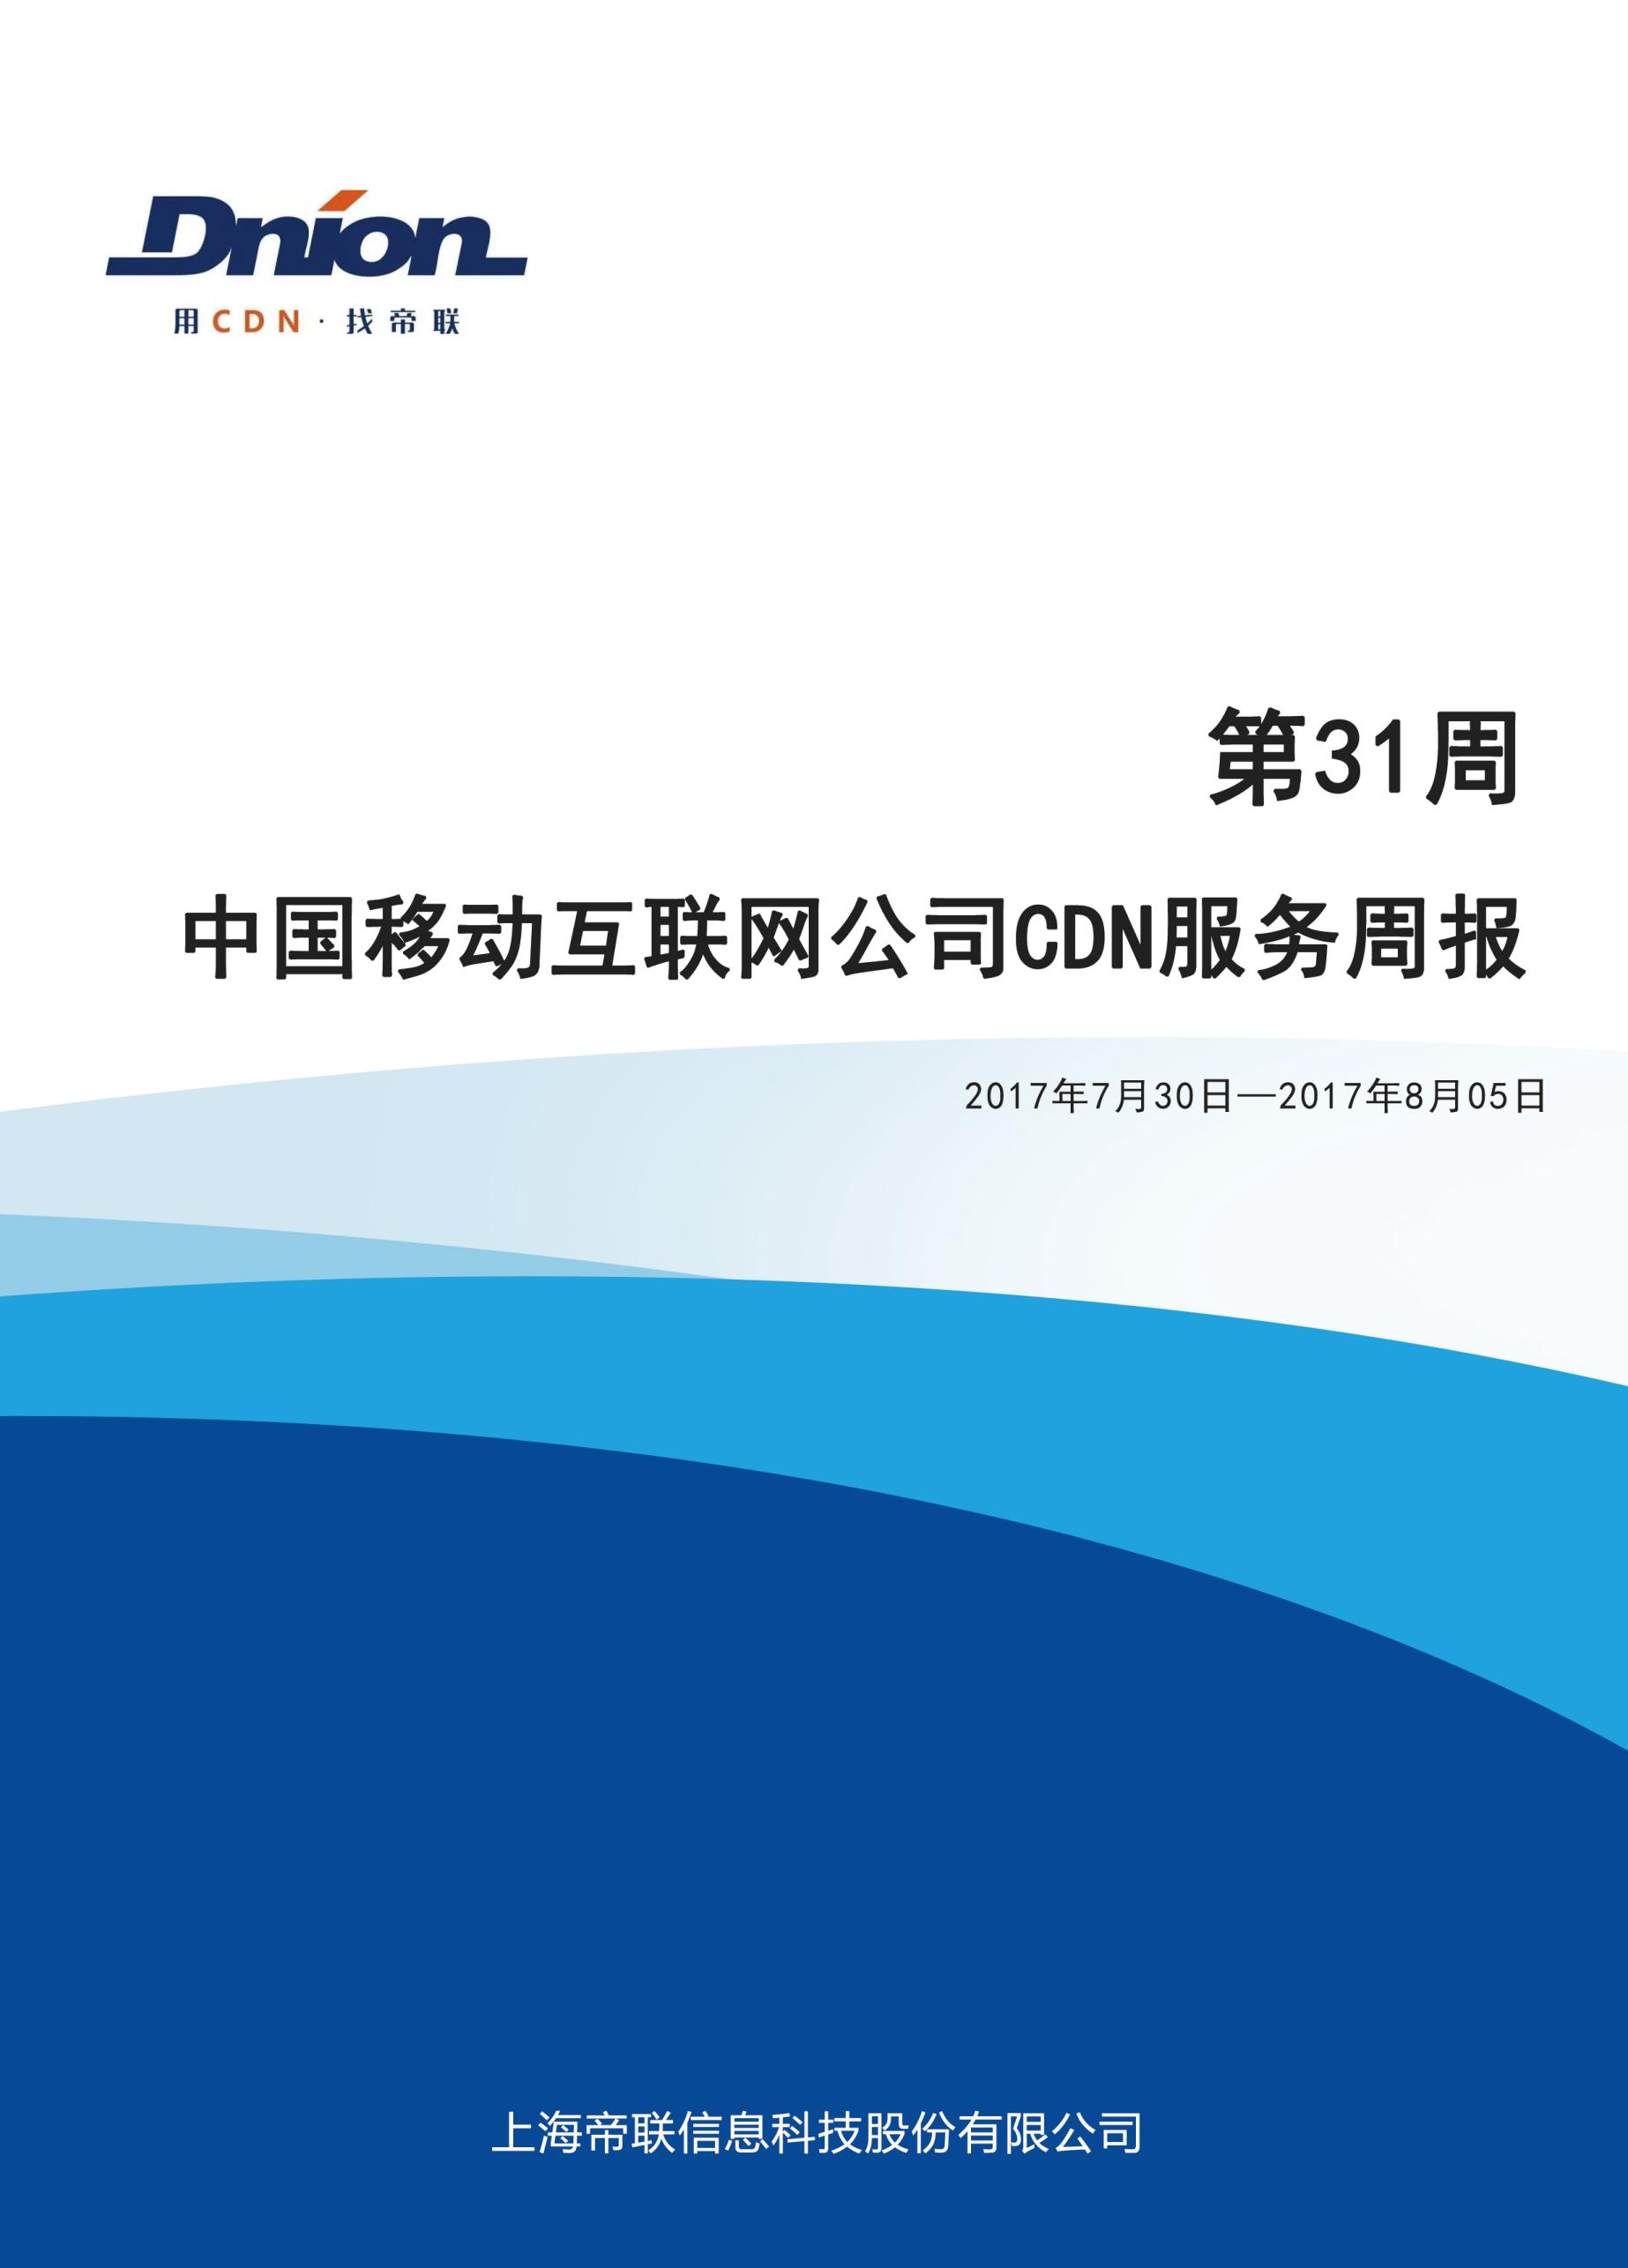 Dnion
用CDN·找帝联
第31周
中国移动互联网公司CDN服务周报
2017年7月30日—2017年8月05日
上海帝联信息科技股份有限公司